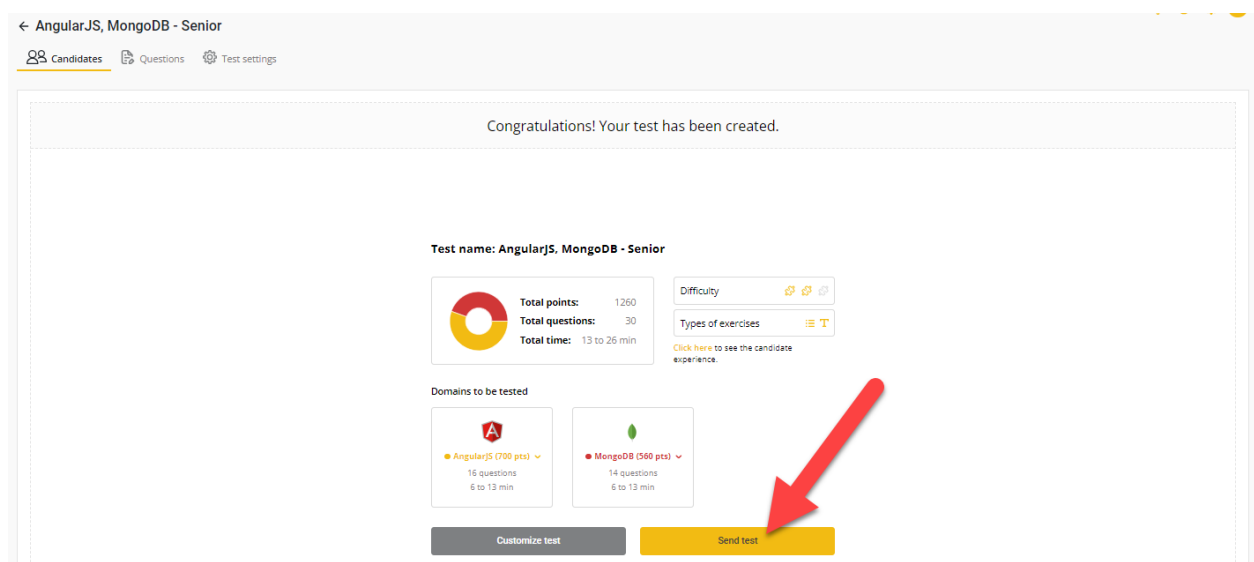 ← AngularJS, MongoDB - Senior
Candidates Questions Test settings
Congratulations! Your test has been created.
Test name: AngularJS, MongoDB - Senior
Total points: 1260
Total questions: 30
Total time: 13 to 26 min
Difficulty
Types of exercises
Click here to see the candidate
experience.
Domains to be tested
AngularJS (700 pts)
16 questions
6 to 13 min
MongoDB (560 pts)
14 questions
6 to 13 min
Customize test
Send test